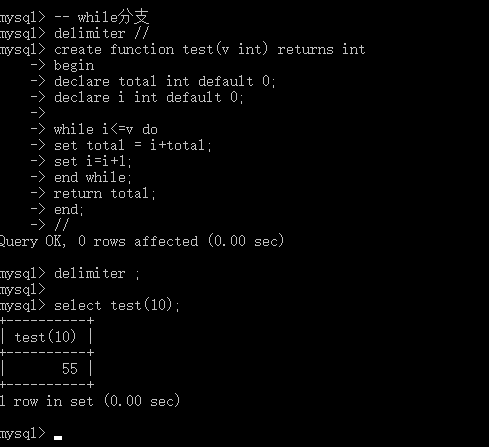 mysql> -- while分支
mysql> delimiter //
mysql> create function test(v int) returns int
    -> begin
    -> declare total int default 0;
    -> declare i int default 0;
    ->
    -> while i<=v do
    -> set total = i+total;
    -> set i=i+1;
    -> end while;
    -> return total;
    -> end;
    -> //
Query OK, 0 rows affected (0.00 sec)
mysql> delimiter ;
mysql>
mysql> select test(10);
+----------+
| test(10) |
+----------+
|       55 |
+----------+
1 row in set (0.00 sec)
mysql>